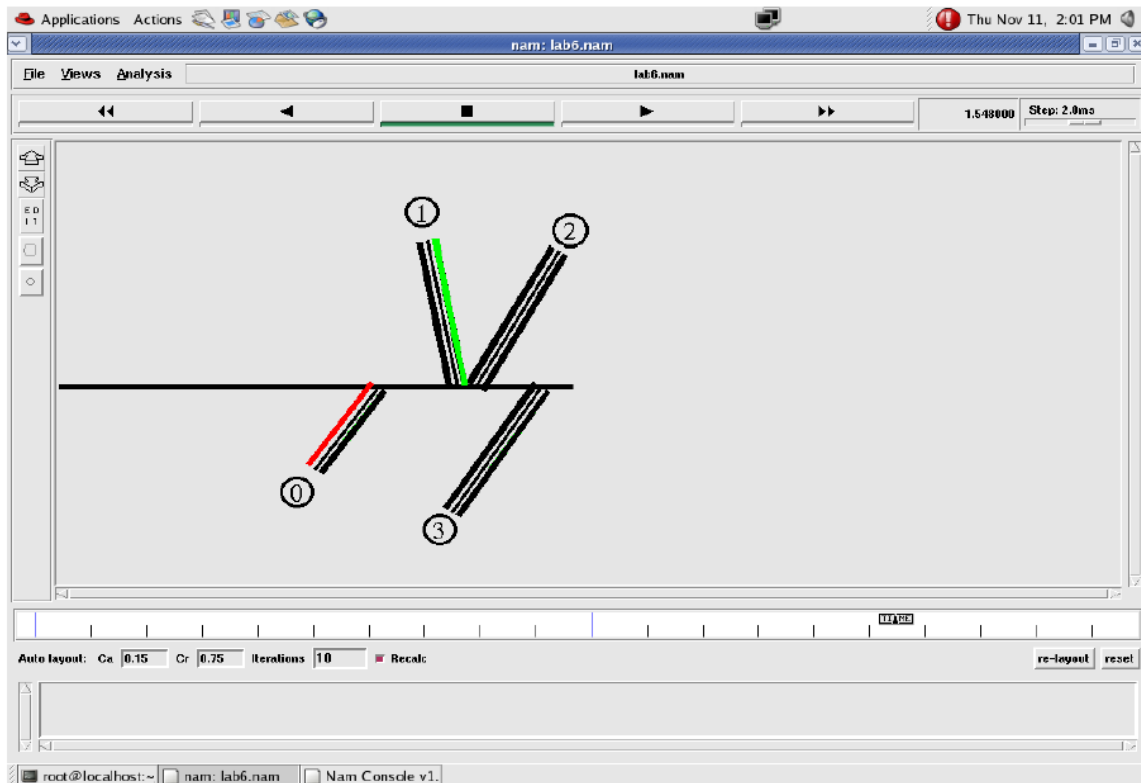 Applications Actions Thu Nov 11, 2:01 PM
nam: lab6.nam
File Views Analysis lab6.nam
1.548000 Step: 2.0ms
E D
I T
1
2
0
3
TIME
Auto layout: Ca 0.15 Cr 0.75 Iterations 10 Recalc re-layout reset
root@localhost:~ nam: lab6.nam Nam Console v1.